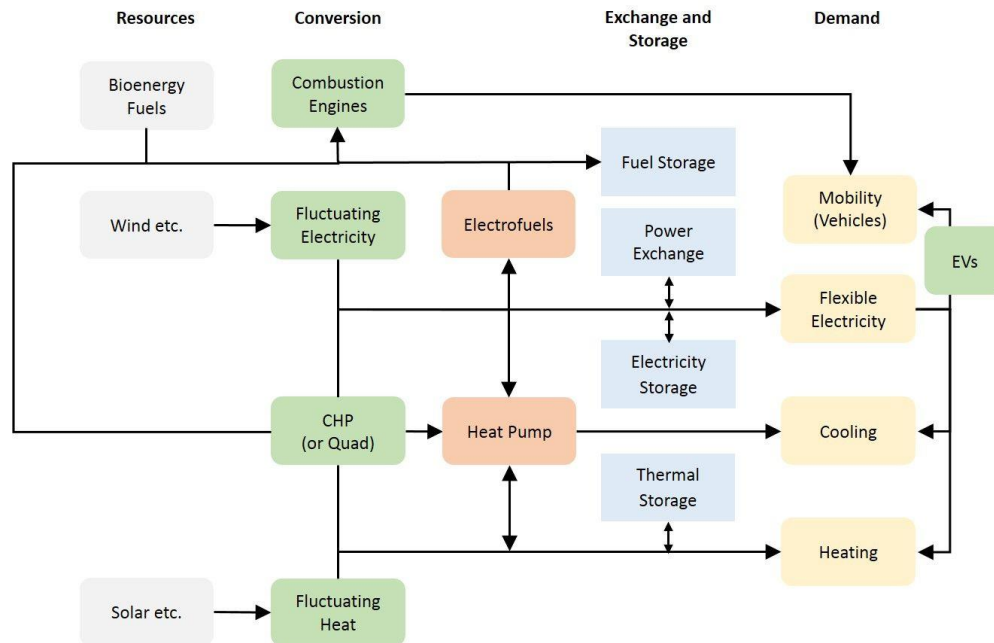 Resources
Conversion
Exchange and
Storage
Demand
Bioenergy
Fuels
Combustion
Engines
Fuel Storage
Mobility
(Vehicles)
Wind etc.
Fluctuating
Electricity
Electrofuels
Power
Exchange
EVs
Flexible
Electricity
Electricity
Storage
CHP
(or Quad)
Heat Pump
Cooling
Thermal
Storage
Heating
Solar etc.
Fluctuating
Heat